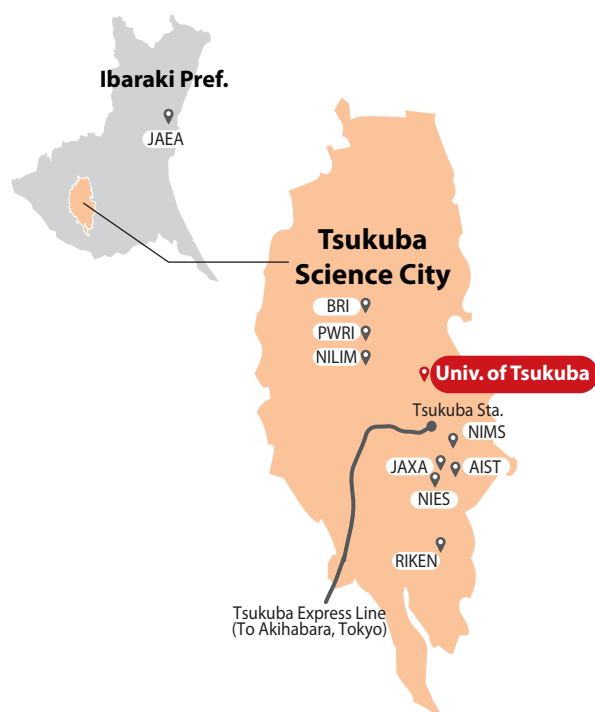 Ibaraki Pref.
JAEA
Tsukuba
Science City
BRI
PWRI
NILIM
Univ. of Tsukuba
Tsukuba Sta.
NIMS
JAXA
AIST
NIES
RIKEN
Tsukuba Express Line
(To Akihabara, Tokyo)